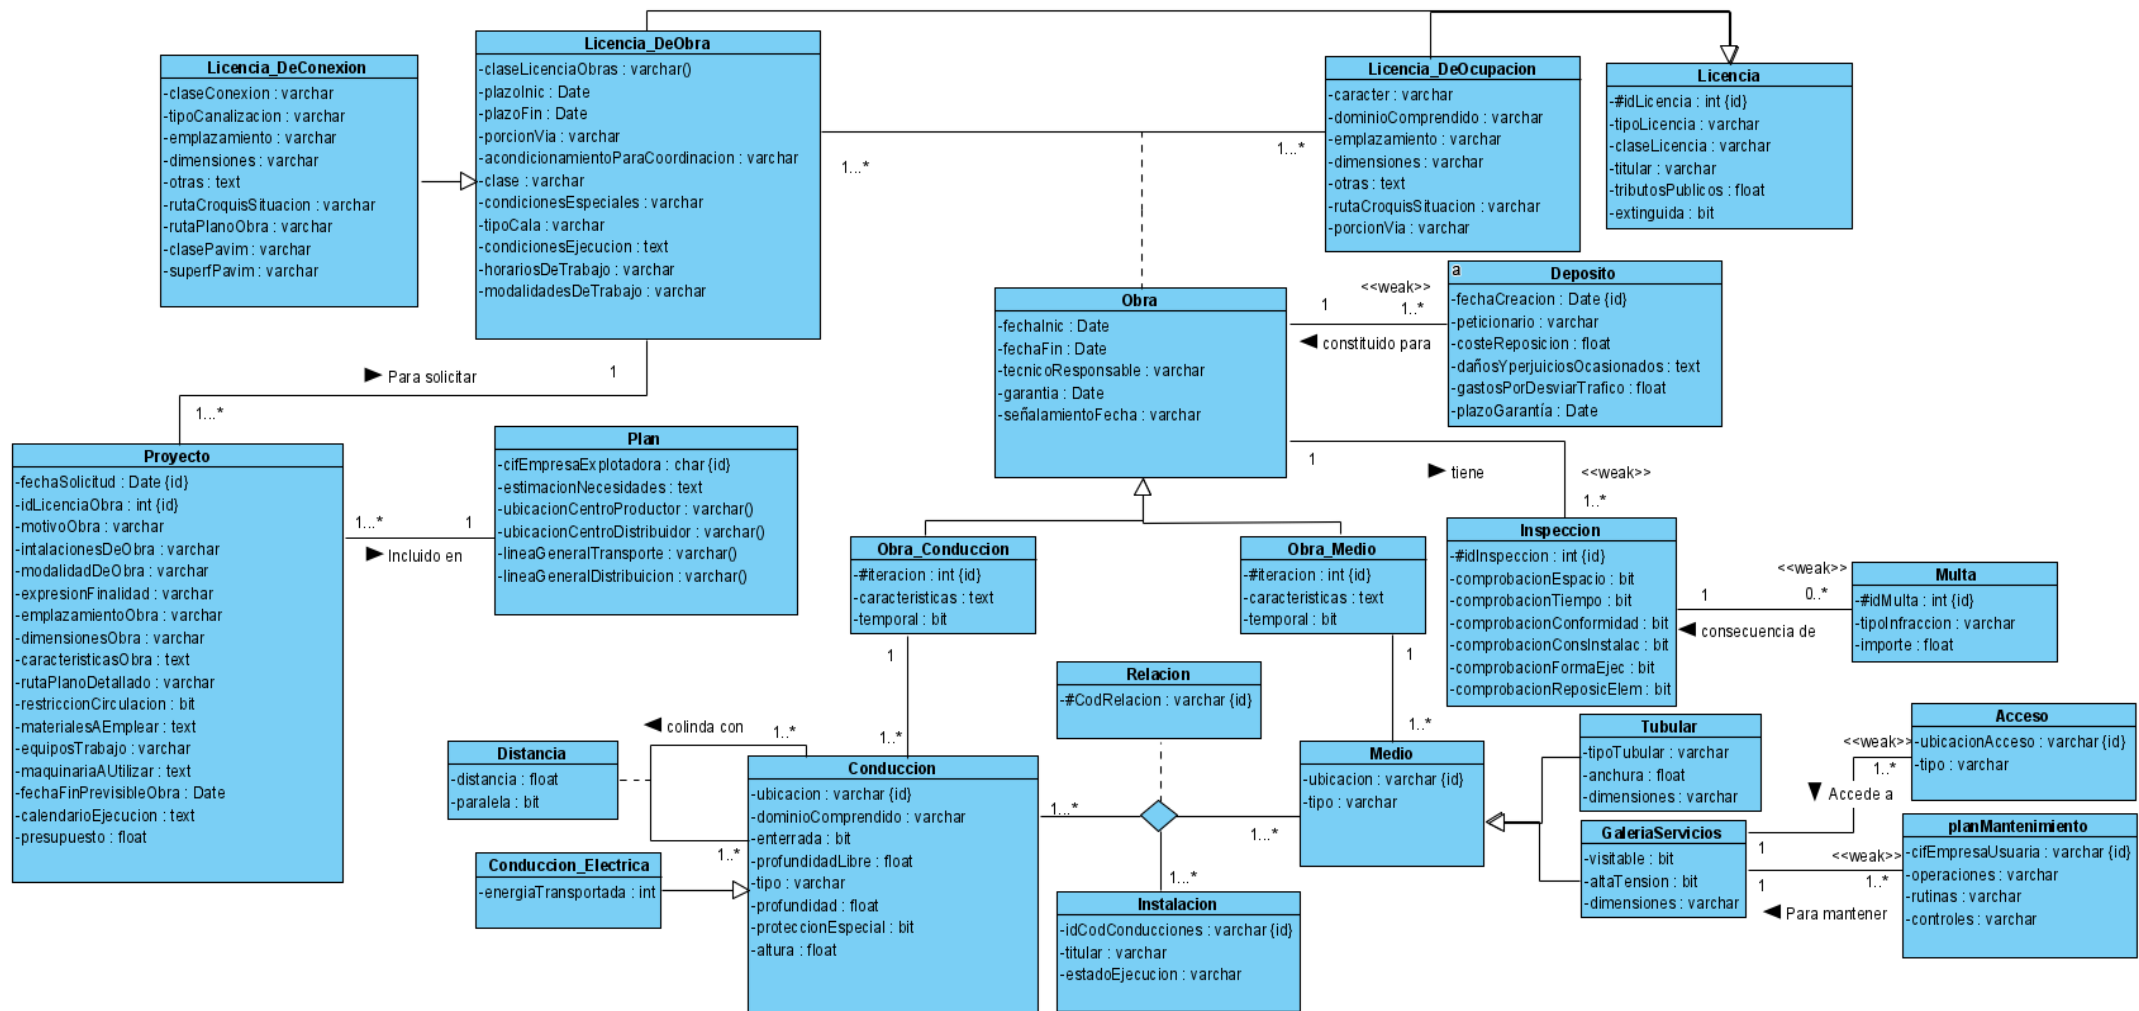 Licencia_DeConexion
-claseConexion : varchar
-tipoCanalizacion : varchar
-emplazamiento : varchar
-dimensiones : varchar
-otras : text
-rutaCroquisSituacion : varchar
-rutaPlanoObra : varchar
-clasePavim : varchar
-superfPavim : varchar
Licencia_DeObra
-claseLicenciaObras : varchar()
-plazoInic : Date
-plazoFin : Date
-porcionVia : varchar
-acondicionamientoParaCoordinacion : varchar
-clase : varchar
-condicionesEspeciales : varchar
-tipoCala : varchar
-condicionesEjecucion : text
-horariosDeTrabajo : varchar
-modalidadesDeTrabajo : varchar
1...*
1...*
Licencia_DeOcupacion
-caracter : varchar
-dominioComprendido : varchar
-emplazamiento : varchar
-dimensiones : varchar
-otras : text
-rutaCroquisSituacion : varchar
-porcionVia : varchar
Licencia
-#idLicencia : int {id}
-tipoLicencia : varchar
-claseLicencia : varchar
-titular : varchar
-tributosPublicos : float
-extinguida : bit
Obra
-fechaInic : Date
-fechaFin : Date
-tecnicoResponsable : varchar
-garantia : Date
-señalamientoFecha : varchar
<<weak>>
1
1..*
◄ constituido para
a
Deposito
-fechaCreacion : Date {id}
-peticionario : varchar
-costeReposicion : float
-dañosYperjuiciosOcasionados : text
-gastosPorDesviarTrafico : float
-plazoGarantía : Date
► Para solicitar
1
1...*
Proyecto
-fechaSolicitud : Date {id}
-idLicenciaObra : int {id}
-motivoObra : varchar
-intalacionesDeObra : varchar
-modalidadDeObra : varchar
-expresionFinalidad : varchar
-emplazamientoObra : varchar
-dimensionesObra : varchar
-caracteristicasObra : text
-rutaPlanoDetallado : varchar
-restriccionCirculacion : bit
-materialesAEmplear : text
-equiposTrabajo : varchar
-maquinariaAUtilizar : text
-fechaFinPrevisibleObra : Date
-calendarioEjecucion : text
-presupuesto : float
1...*
1
► Incluido en
Plan
-cifEmpresaExplotadora : char {id}
-estimacionNecesidades : text
-ubicacionCentroProductor : varchar()
-ubicacionCentroDistribuidor : varchar()
-lineaGeneralTransporte : varchar()
-lineaGeneralDistribuicion : varchar()
1
► tiene
<<weak>>
1..*
Inspeccion
-#idInspeccion : int {id}
-comprobacionEspacio : bit
-comprobacionTiempo : bit
-comprobacionConformidad : bit
-comprobacionConsInstalac : bit
-comprobacionFormaEjec : bit
-comprobacionReposicElem : bit
<<weak>>
1
0..*
◄ consecuencia de
Multa
-#idMulta : int {id}
-tipoInfraccion : varchar
-importe : float
Obra_Conduccion
-#iteracion : int {id}
-caracteristicas : text
-temporal : bit
Obra_Medio
-#iteracion : int {id}
-caracteristicas : text
-temporal : bit
1
1..*
1
1..*
Relacion
-#CodRelacion : varchar {id}
◄ colinda con
1..*
1..*
Distáncia
-distancia : float
-paralela : bit
Conduccion_Electrica
-energiaTransportada : int
Conduccion
-ubicacion : varchar {id}
-dominioComprendido : varchar
-enterrada : bit
-profundidadLibre : float
-tipo : varchar
-profundidad : float
-proteccionEspecial : bit
-altura : float
1...*
1...*
1...*
Instalacion
-idCodConducciones : varchar {id}
-titular : varchar
-estadoEjecucion : varchar
Medio
-ubicacion : varchar {id}
-tipo : varchar
Tubular
-tipoTubular : varchar
-anchura : float
-dimensiones : varchar
GaleriaServicios
-visitable : bit
-altaTension : bit
-dimensiones : varchar
<<weak>>
1..*
▼ Accede a
1
Acceso
-ubicacionAcceso : varchar {id}
-tipo : varchar
<<weak>>
1
1..*
◄ Para mantener
planMantenimiento
-cifEmpresaUsuaria : varchar {id}
-operaciones : varchar
-rutinas : varchar
-controles : varchar